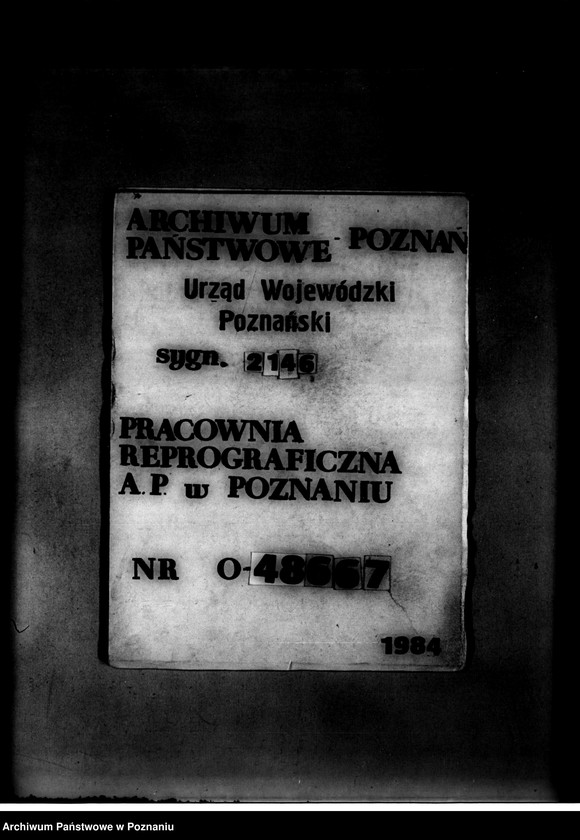 ARCHIWUM
PAŃSTWOWE - POZNAŃ
Urząd Wojewódzki
Poznański
sygn. 2146
PRACOWNIA
REPROGRAFICZNA
A.P. w POZNANIU
NR O-48667
1984
Archiwum Państwowe w Poznaniu